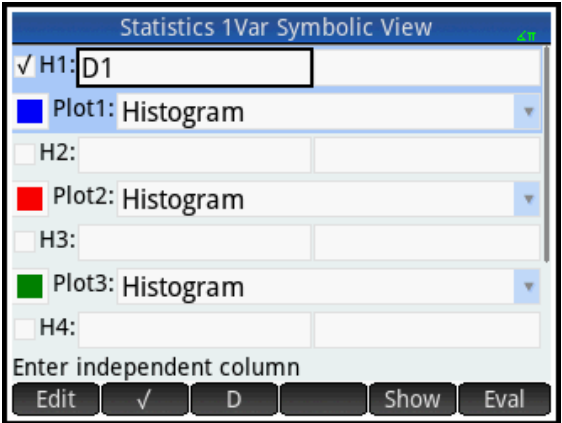 Statistics 1Var Symbolic View
∡π
√ H1: D1
Plot1: Histogram
H2:
Plot2: Histogram
H3:
Plot3: Histogram
H4:
Enter independent column
Edit √ D Show Eval